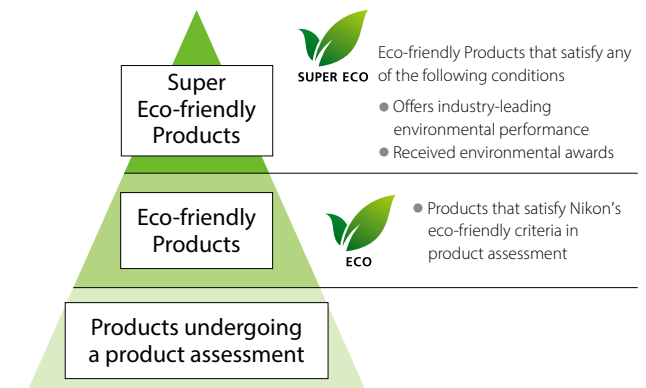 Super
Eco-friendly
Products
SUPER ECO
Eco-friendly Products that satisfy any
of the following conditions
● Offers industry-leading
environmental performance
● Received environmental awards
Eco-friendly
Products
ECO
● Products that satisfy Nikon's
eco-friendly criteria in
product assessment
Products undergoing
a product assessment